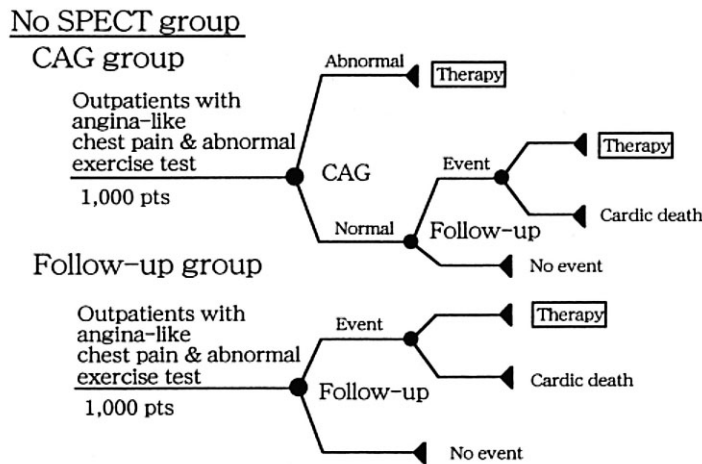 No SPECT group
CAG group
Abnormal
Therapy
Outpatients with
angina-like
chest pain & abnormal
exercise test
1,000 pts
CAG
Event
Therapy
Cardic death
Normal
Follow-up
No event
Follow-up group
Outpatients with
angina-like
chest pain & abnormal
exercise test
1,000 pts
Event
Therapy
Cardic death
Follow-up
No event